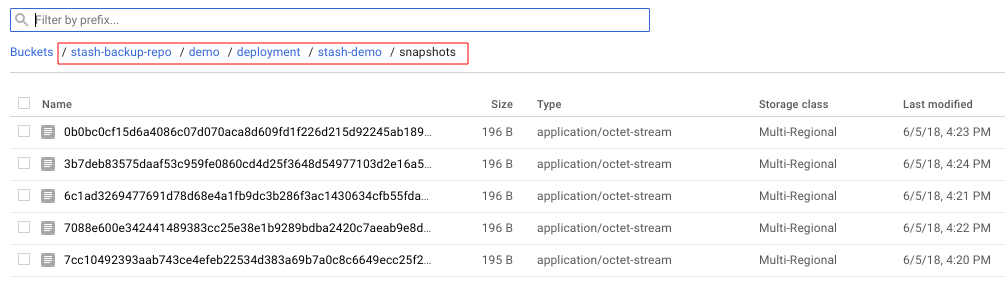 Filter by prefix...
Buckets / stash-backup-repo / demo / deployment / stash-demo / snapshots
Name Size Type Storage class Last modified
0b0bc0cf15d6a4086c07d070aca8d609fd1f226d215d92245ab189... 196 B application/octet-stream Multi-Regional 6/5/18, 4:23 PM
3b7deb83575daaf53c959fe0860cd4d25f3648d54977103d2e16a5... 196 B application/octet-stream Multi-Regional 6/5/18, 4:24 PM
6c1ad3269477691d78d68e4a1fb9dc3b286f3ac1430634cfb55fda... 196 B application/octet-stream Multi-Regional 6/5/18, 4:21 PM
7088e600e342441489383cc25e38e1b9289bdba2420c7aeab9e8d... 196 B application/octet-stream Multi-Regional 6/5/18, 4:22 PM
7cc10492393aab743ce4efeb22534d383a69b7a0c8c6649ecc25f2... 195 B application/octet-stream Multi-Regional 6/5/18, 4:20 PM